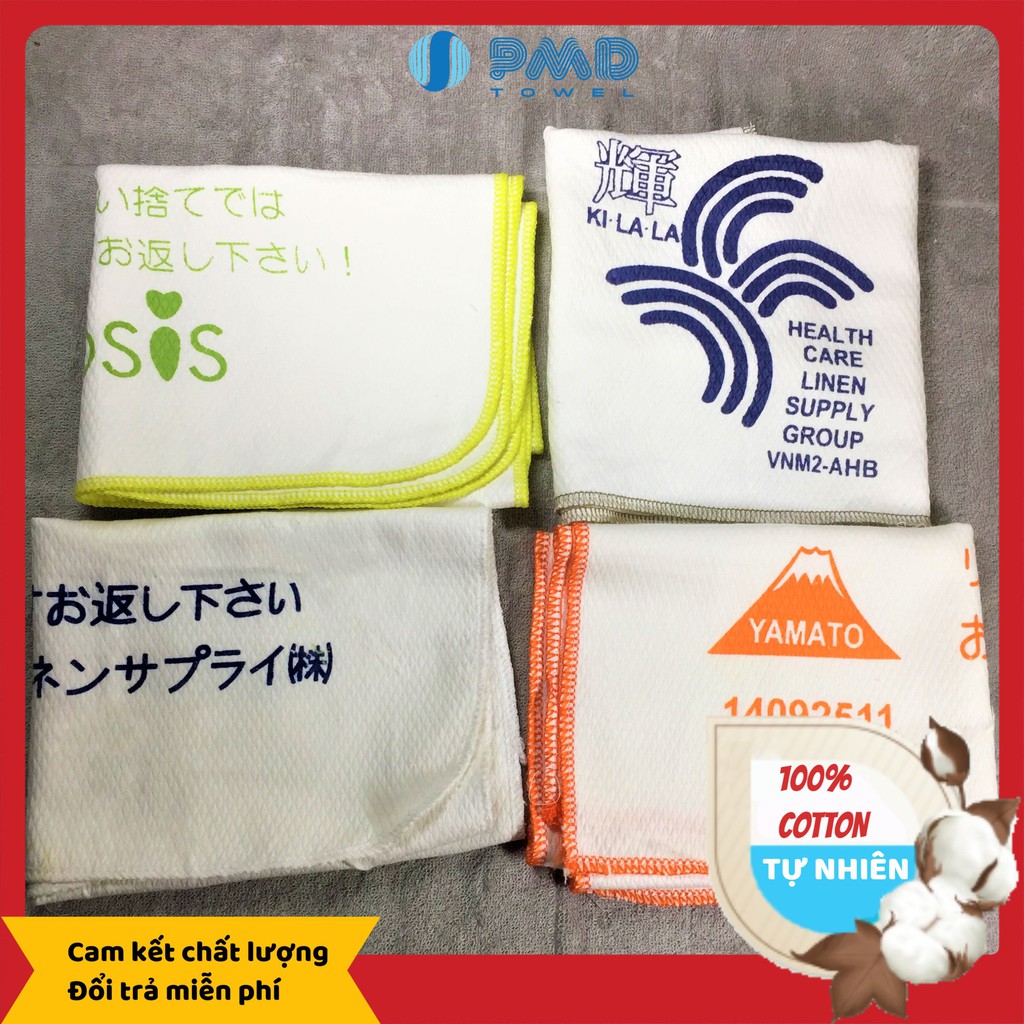 PMD
TOWEL
い捨てでは
お返し下さい！
osis
輝
KI·LA·LA
HEALTH
CARE
LINEN
SUPPLY
GROUP
VNM2-AHB
お返し下さい
ネンサプライ㈱
YAMATO
14092511
り
お
100%
COTTON
TỰ NHIÊN
Cam kết chất lượng
Đổi trả miễn phí